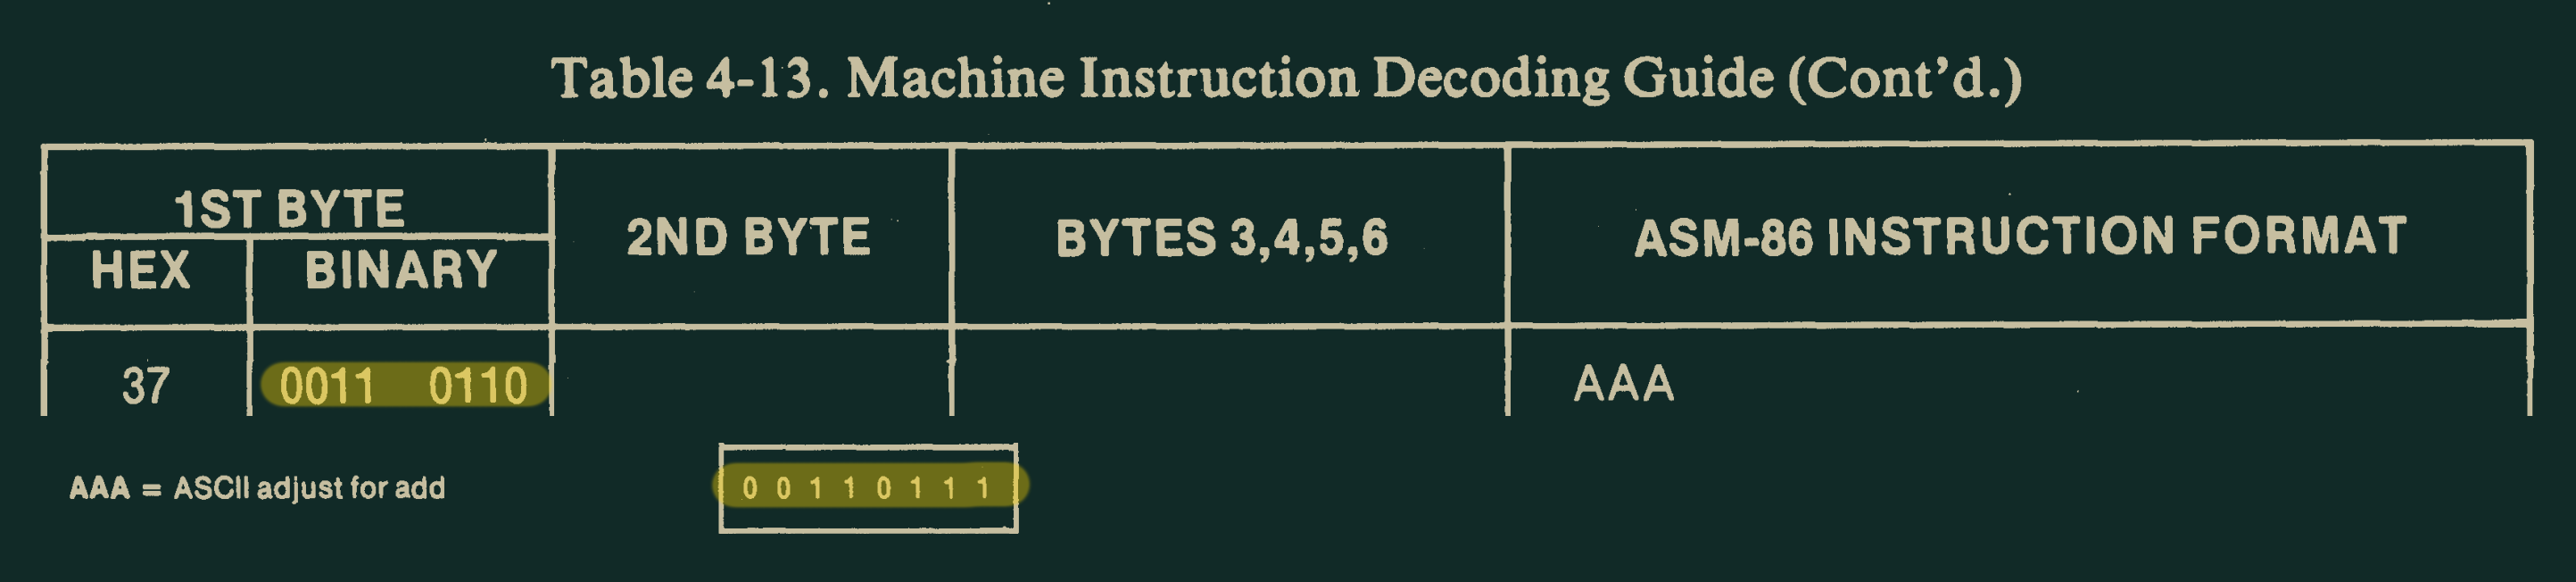 Table 4-13. Machine Instruction Decoding Guide (Cont'd.)
1ST BYTE
2ND BYTE
BYTES 3,4,5,6
ASM-86 INSTRUCTION FORMAT
HEX
BINARY
37
0011 0110
AAA
AAA = ASCII adjust for add
0 0 1 1 0 1 1 1